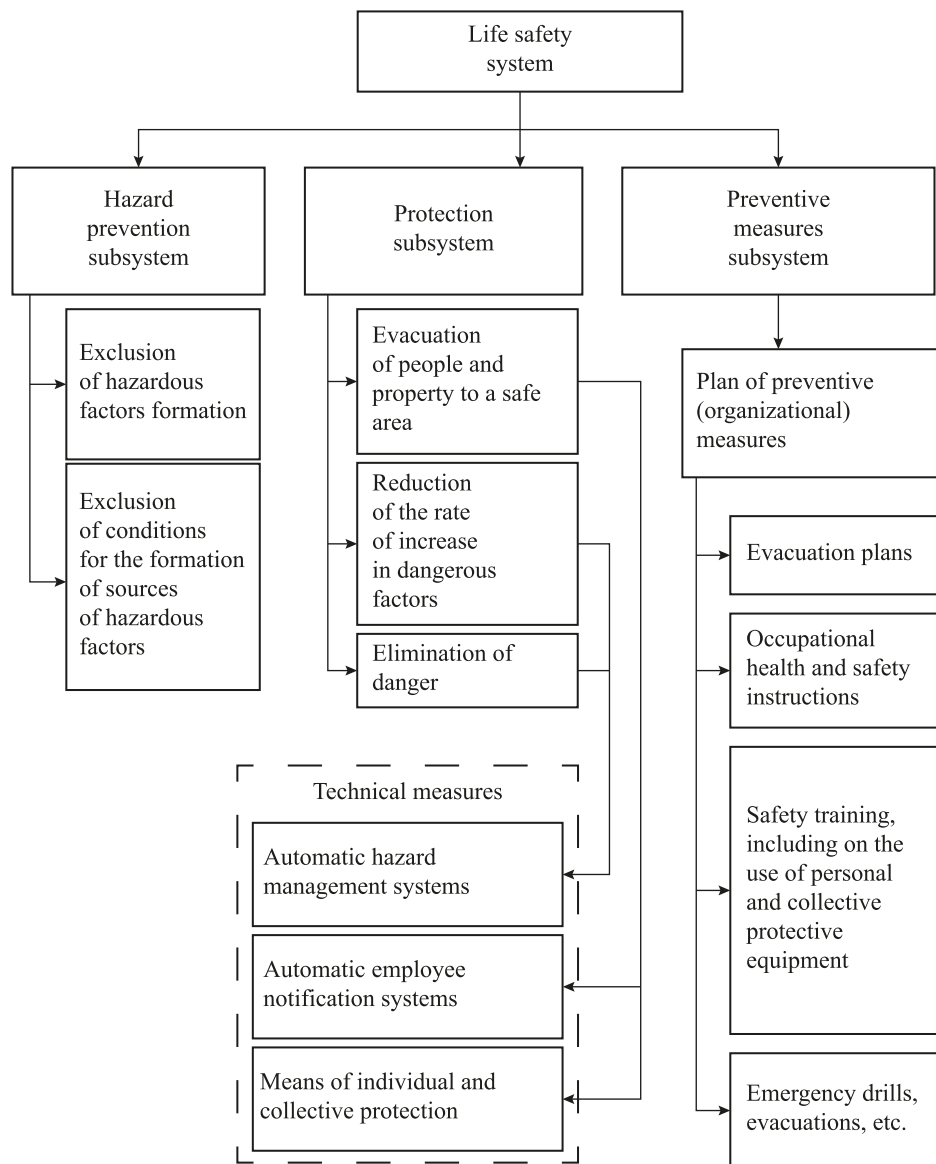 Life safety
system
Hazard
prevention
subsystem
Protection
subsystem
Preventive
measures
subsystem
Exclusion
of hazardous
factors formation
Exclusion
of conditions
for the formation
of sources
of hazardous
factors
Evacuation
of people and
property to a safe
area
Reduction
of the rate
of increase
in dangerous
factors
Elimination of
danger
Plan of preventive
(organizational)
measures
Evacuation plans
Occupational
health and safety
instructions
Safety training,
including on the
use of personal
and collective
protective
equipment
Emergency drills,
evacuations, etc.
Technical measures
Automatic hazard
management systems
Automatic employee
notification systems
Means of individual and
collective protection